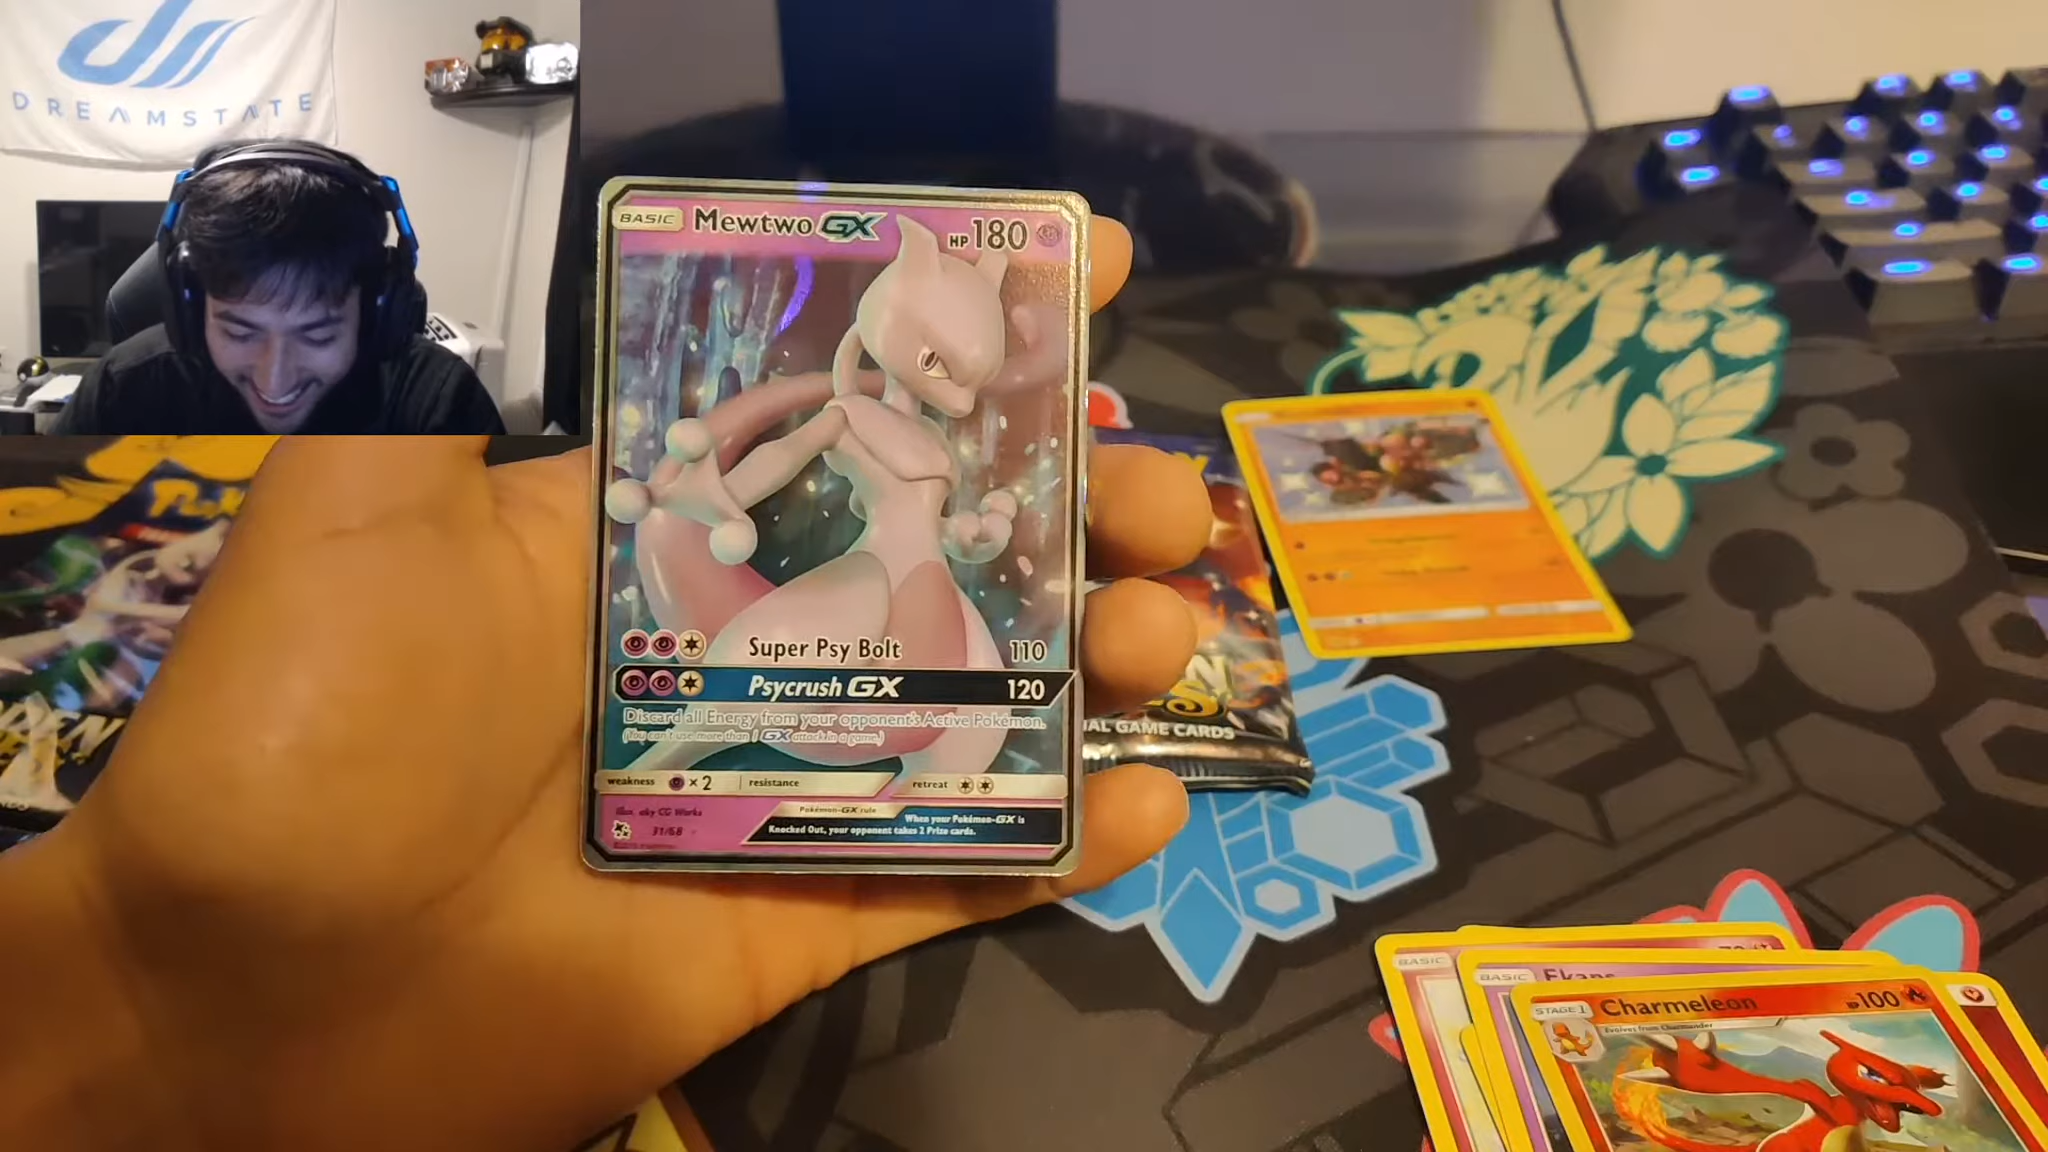 DREAMSTATE
BASIC Mewtwo GX HP 180
Super Psy Bolt 110
Psycrush GX 120
Discard all Energy from your opponent's Active Pokémon.
(You can't use more than 1 GX attack in a game.)
weakness ×2 resistance retreat
Illus. aky CG Works
31/68
Pokémon-GX rule
When your Pokémon-GX is
Knocked Out, your opponent takes 2 Prize cards.
GAME CARDS
BASIC
BASIC Ekans
STAGE 1 Charmeleon HP 100
Evolves from Charmander